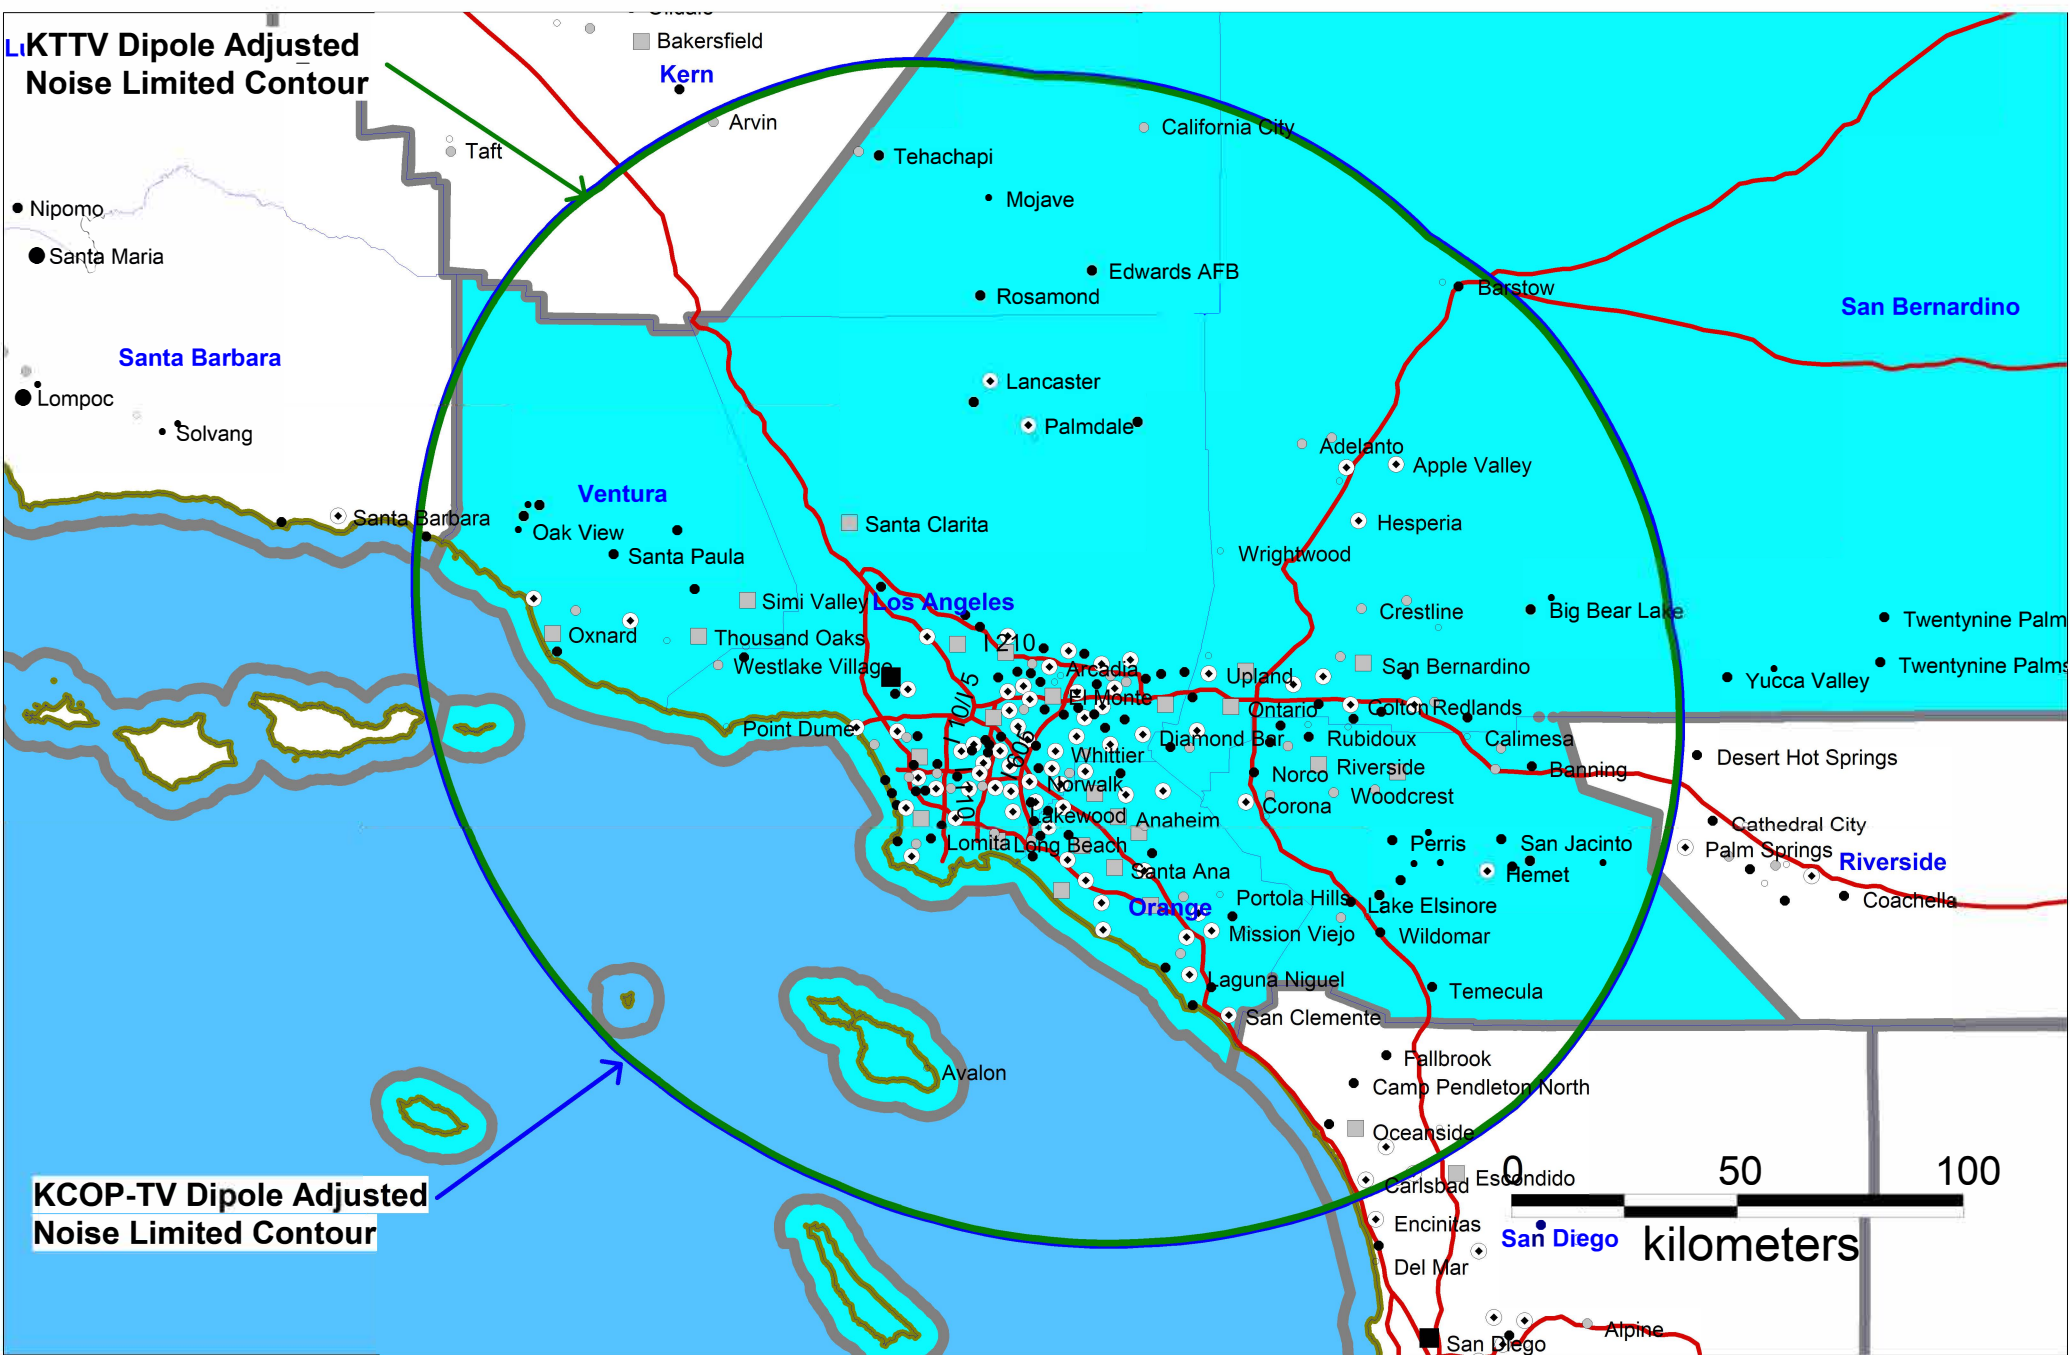 KTTV Dipole Adjusted
Noise Limited Contour
Bakersfield
Kern
Arvin
Taft
California City
Tehachapi
Mojave
Nipomo
Santa Maria
Edwards AFB
Rosamond
Barstow
San Bernardino
Santa Barbara
Lompoc
Solvang
Lancaster
Palmdale
Adelanto
Apple Valley
Ventura
Santa Barbara
Oak View
Santa Clarita
Hesperia
Santa Paula
Wrightwood
Simi Valley
Los Angeles
Crestline
Big Bear Lake
Twentynine Palm
Oxnard
Thousand Oaks
I 210
Westlake Village
Arcadia
Upland
San Bernardino
Twentynine Palms
Yucca Valley
El Monte
Ontario
Colton
Redlands
Point Dume
I 10/I 5
I 605
Whittier
Diamond Bar
Rubidoux
Calimesa
Desert Hot Springs
Norwalk
Norco
Riverside
Banning
I 110
Corona
Woodcrest
Lakewood
Anaheim
Cathedral City
Lomita
Long Beach
Perris
San Jacinto
Palm Springs
Riverside
Santa Ana
Hemet
Coachella
Orange
Portola Hills
Lake Elsinore
Mission Viejo
Wildomar
Laguna Niguel
Temecula
San Clemente
Avalon
Fallbrook
Camp Pendleton North
Oceanside
KCOP-TV Dipole Adjusted
Noise Limited Contour
Carlsbad
Escondido
0 50 100
kilometers
Encinitas
San Diego
Del Mar
San Diego
Alpine